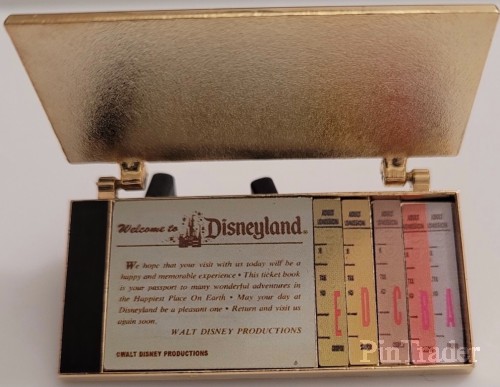 Welcome to Disneyland®
We hope that your visit with us today will be a
happy and memorable experience • This ticket book
is your passport to many wonderful adventures in
the Happiest Place On Earth • May your day at
Disneyland be a pleasant one • Return and visit us
again soon.
WALT DISNEY PRODUCTIONS
©WALT DISNEY PRODUCTIONS
E D C B A
PinTrader